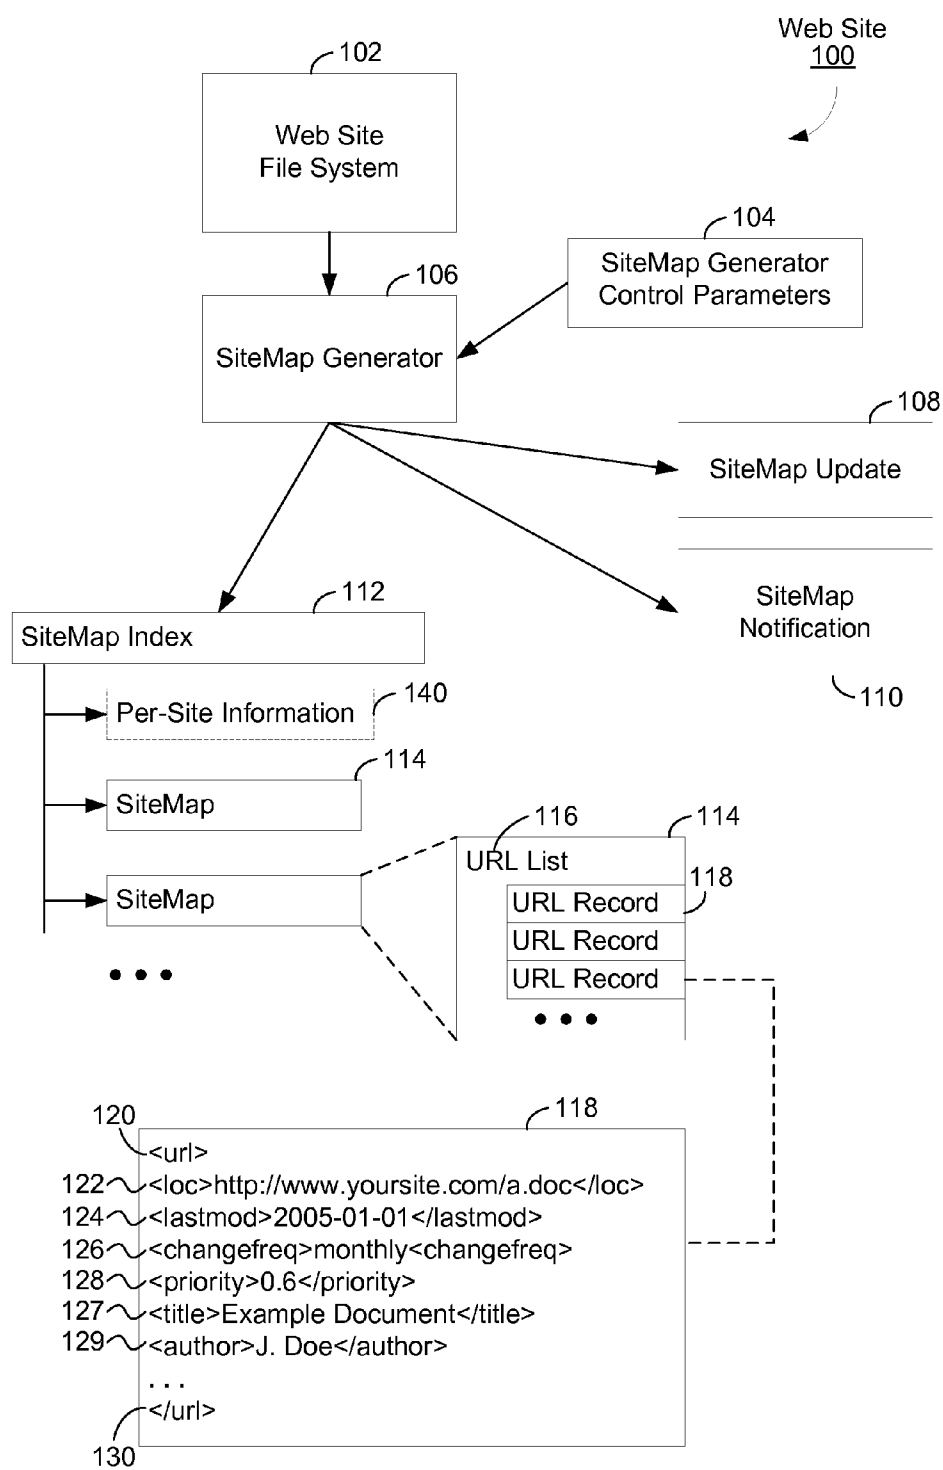 Web Site
100
102
Web Site
File System
104
SiteMap Generator
Control Parameters
106
SiteMap Generator
108
SiteMap Update
SiteMap
Notification
110
112
SiteMap Index
140
Per-Site Information
114
SiteMap
SiteMap
116
114
URL List
118
URL Record
URL Record
URL Record
118
120
<url>
122
<loc>http://www.yoursite.com/a.doc</loc>
124
<lastmod>2005-01-01</lastmod>
126
<changefreq>monthly<changefreq>
128
<priority>0.6</priority>
127
<title>Example Document</title>
129
<author>J. Doe</author>
. . .
</url>
130